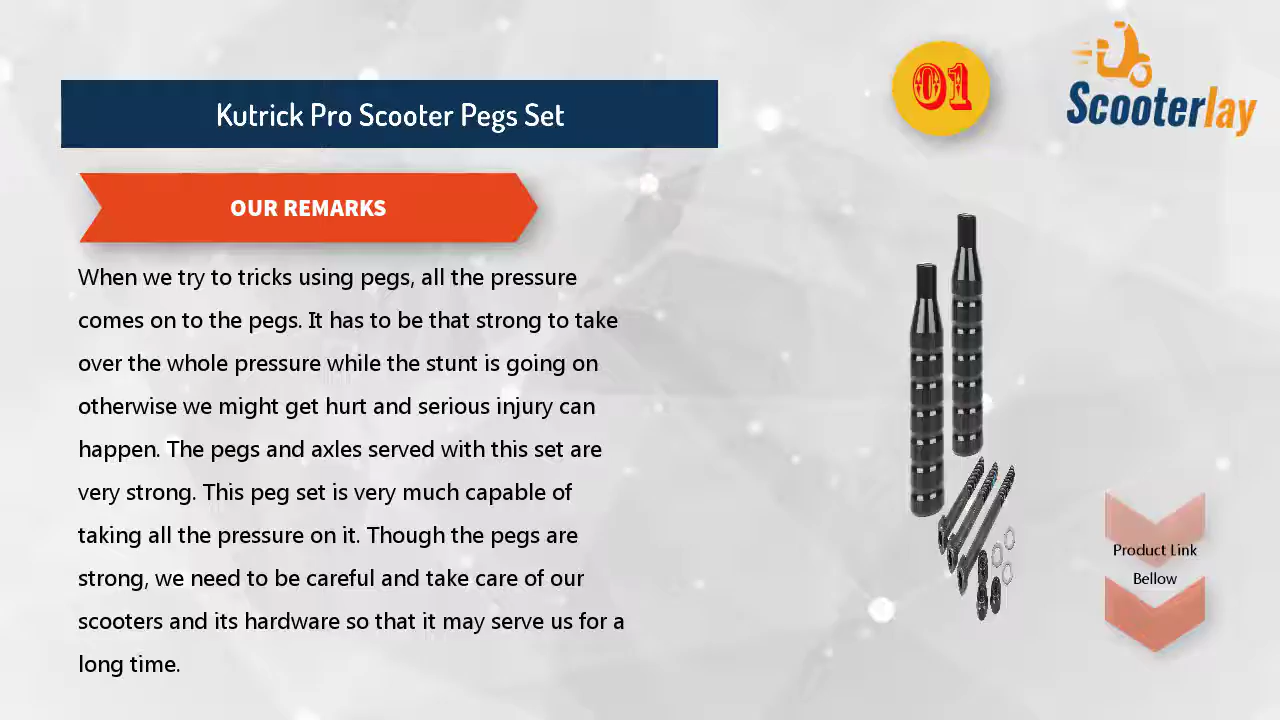 Kutrick Pro Scooter Pegs Set
01
Scooterlay
OUR REMARKS
When we try to tricks using pegs, all the pressure
comes on to the pegs. It has to be that strong to take
over the whole pressure while the stunt is going on
otherwise we might get hurt and serious injury can
happen. The pegs and axles served with this set are
very strong. This peg set is very much capable of
taking all the pressure on it. Though the pegs are
strong, we need to be careful and take care of our
scooters and its hardware so that it may serve us for a
long time.
Product Link
Bellow